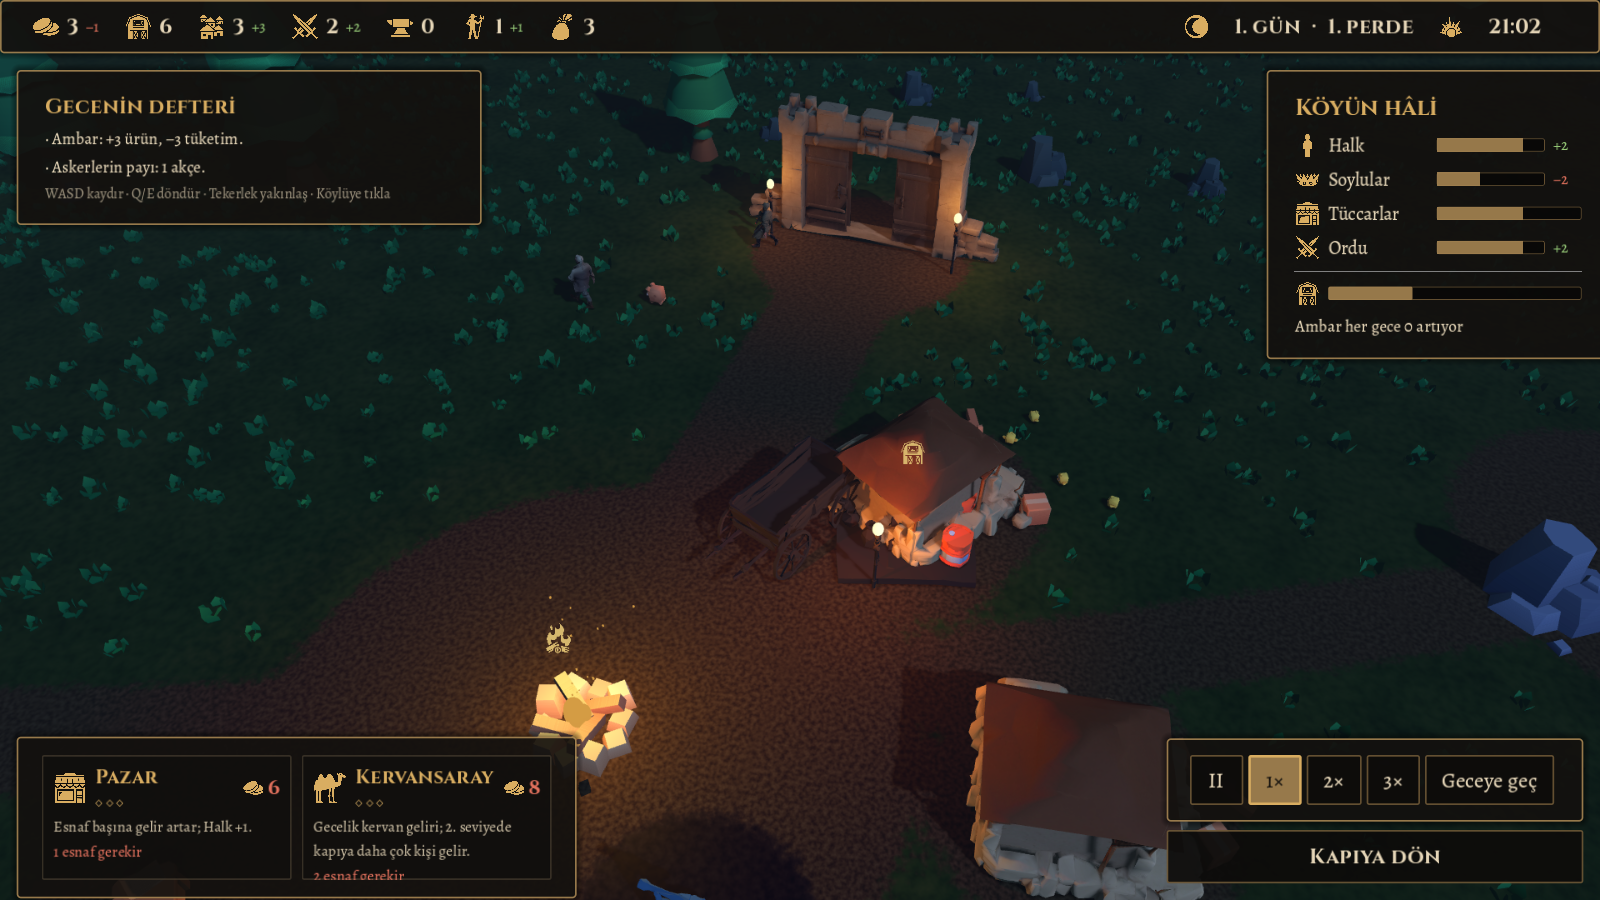 3 −1 6 3 +3 2 +2 0 1 +1 3
1. GÜN · 1. PERDE 21:02
GECENİN DEFTERİ
· Ambar: +3 ürün, −3 tüketim.
· Askerlerin payı: 1 akçe.
WASD kaydır · Q/E döndür · Tekerlek yakınlaş · Köylüye tıkla
KÖYÜN HÂLİ
Halk +2
Soylular −2
Tüccarlar
Ordu +2
Ambar her gece 0 artıyor
PAZAR 6
Esnaf başına gelir artar; Halk +1.
1 esnaf gerekir
KERVANSARAY 8
Gecelik kervan geliri; 2. seviyede
kapıya daha çok kişi gelir.
2 esnaf gerekir
II 1× 2× 3× Geceye geç
KAPIYA DÖN